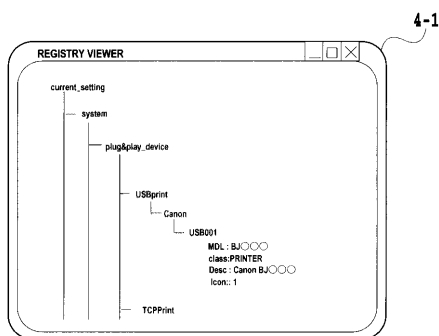 4-1
REGISTRY VIEWER
current_setting
system
plug&play_device
USBprint
Canon
USB001
MDL : BJ○○○
class:PRINTER
Desc : Canon BJ○○○
Icon:: 1
TCPPrint